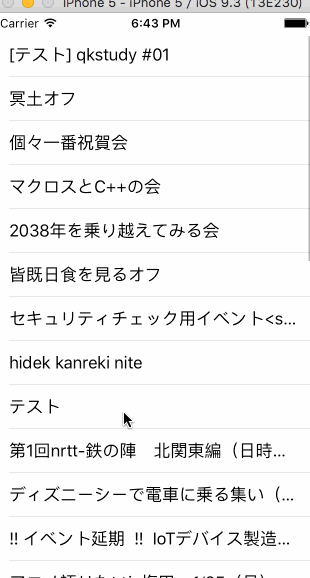 iPhone 5 - iPhone 5 / iOS 9.3 (13E230)
Carrier 6:43 PM
[テスト] qkstudy #01
冥土オフ
個々一番祝賀会
マクロスとC++の会
2038年を乗り越えてみる会
皆既日食を見るオフ
セキュリティチェック用イベント<s...
hidek kanreki nite
テスト
第1回nrtt-鉄の陣　北関東編（日時...
ディズニーシーで電車に乗る集い（...
!! イベント延期 !! IoTデバイス製造...